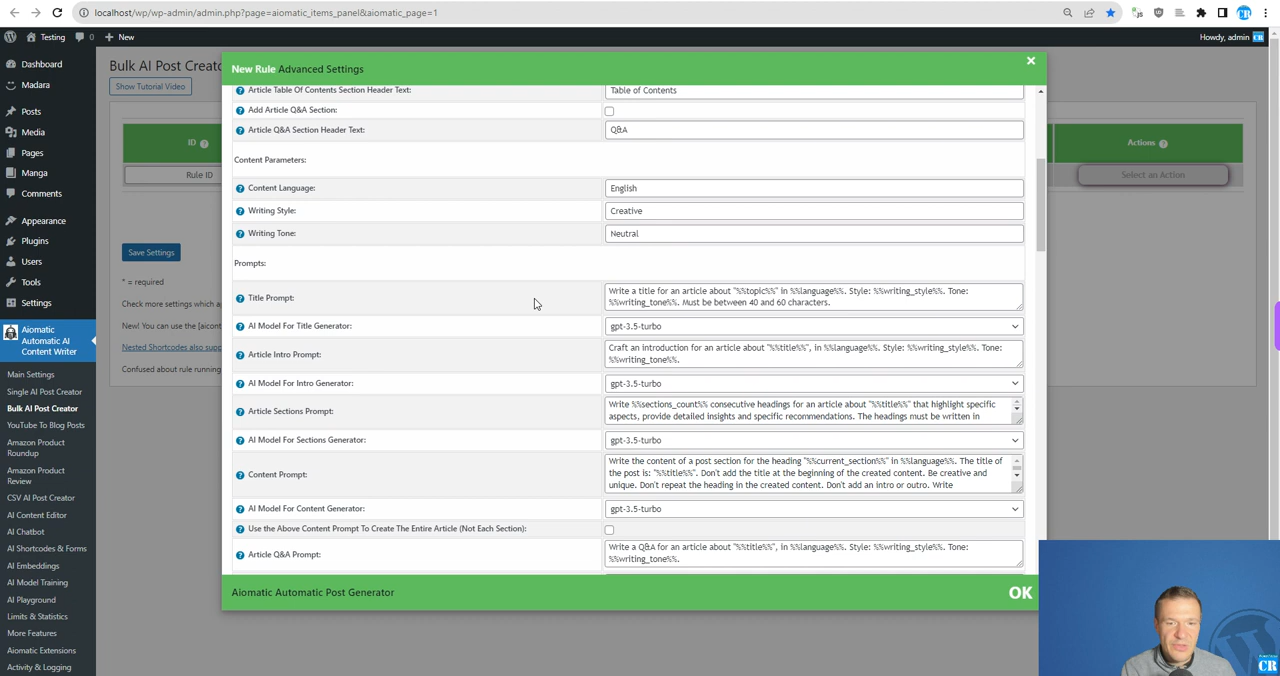 localhost/wp/wp-admin/admin.php?page=aiomatic_items_panel&aiomatic_page=1
Testing 0 New
Howdy, admin
Dashboard
Madara
Posts
Media
Pages
Manga
Comments
Appearance
Plugins
Users
Tools
Settings
Aiomatic
Automatic AI
Content Writer
Main Settings
Single AI Post Creator
Bulk AI Post Creator
YouTube To Blog Posts
Amazon Product
Roundup
Amazon Product
Review
CSV AI Post Creator
AI Content Editor
AI Chatbot
AI Shortcodes & Forms
AI Embeddings
AI Model Training
AI Playground
Limits & Statistics
More Features
Aiomatic Extensions
Activity & Logging
Bulk AI Post Creato
Show Tutorial Video
ID
Rule ID
Actions
Select an Action
Save Settings
* = required
Check more settings which a
New! You can use the [aicont
Nested Shortcodes also supp
Confused about rule running
New Rule Advanced Settings
×
Article Table Of Contents Section Header Text: Table of Contents
Add Article Q&A Section:
Article Q&A Section Header Text: Q&A
Content Parameters:
Content Language: English
Writing Style: Creative
Writing Tone: Neutral
Prompts:
Title Prompt:
Write a title for an article about "%%topic%%" in %%language%%. Style: %%writing_style%%. Tone:
%%writing_tone%%. Must be between 40 and 60 characters.
AI Model For Title Generator: gpt-3.5-turbo
Article Intro Prompt:
Craft an introduction for an article about "%%title%%", in %%language%%. Style: %%writing_style%%. Tone:
%%writing_tone%%.
AI Model For Intro Generator: gpt-3.5-turbo
Article Sections Prompt:
Write %%sections_count%% consecutive headings for an article about "%%title%%" that highlight specific
aspects, provide detailed insights and specific recommendations. The headings must be written in
AI Model For Sections Generator: gpt-3.5-turbo
Content Prompt:
Write the content of a post section for the heading "%%current_section%%" in %%language%%. The title of
the post is: "%%title%%". Don't add the title at the beginning of the created content. Be creative and
unique. Don't repeat the heading in the created content. Don't add an intro or outro. Write
AI Model For Content Generator: gpt-3.5-turbo
Use the Above Content Prompt To Create The Entire Article (Not Each Section):
Article Q&A Prompt:
Write a Q&A for an article about "%%title%%", in %%language%%. Style: %%writing_style%%. Tone:
%%writing_tone%%.
Aiomatic Automatic Post Generator
OK
CR